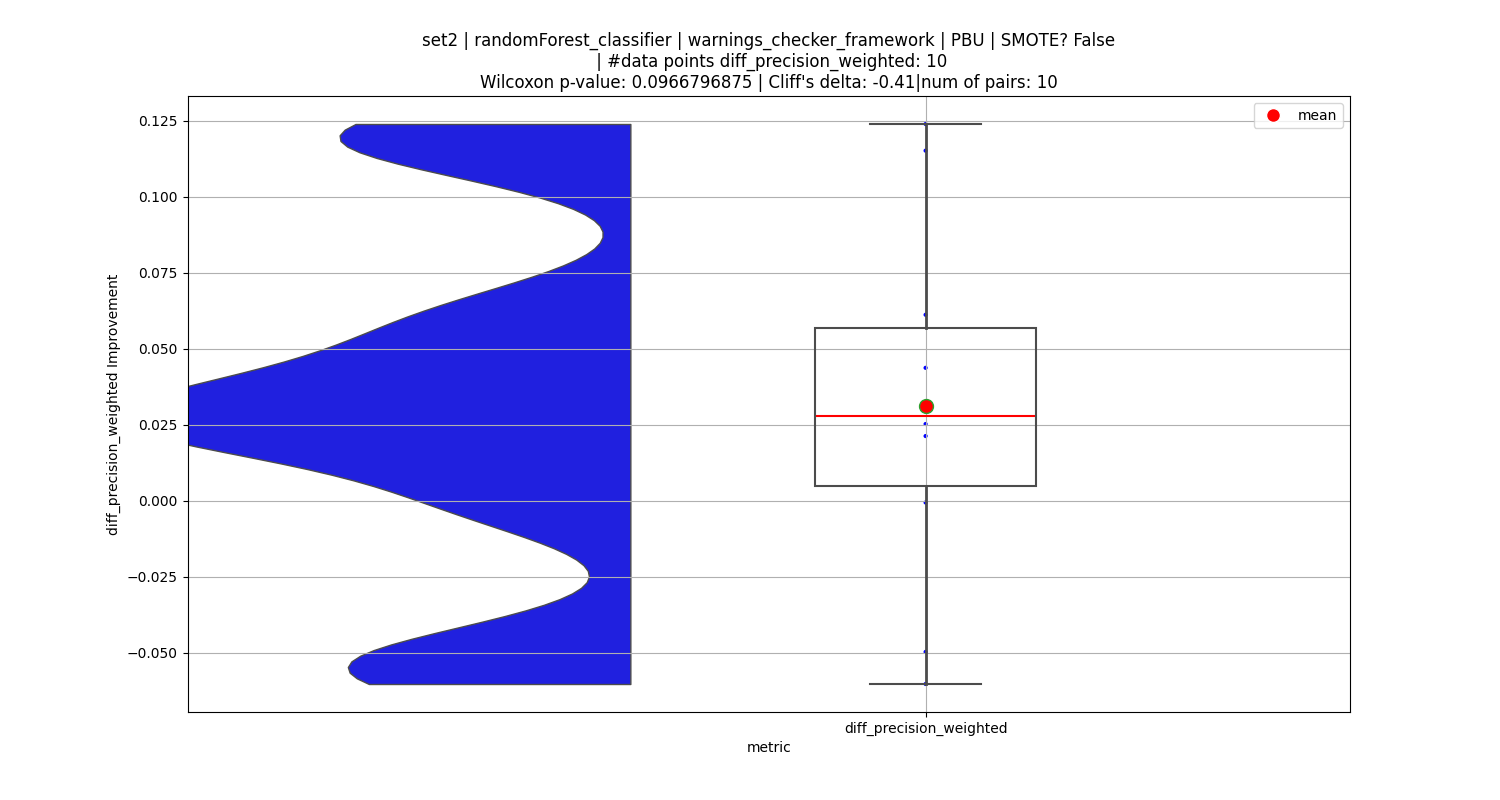 set2 | randomForest_classifier | warnings_checker_framework | PBU | SMOTE? False
| #data points diff_precision_weighted: 10
Wilcoxon p-value: 0.0966796875 | Cliff's delta: -0.41|num of pairs: 10
mean
0.125
0.100
0.075
0.050
0.025
0.000
−0.025
−0.050
diff_precision_weighted Improvement
diff_precision_weighted
metric